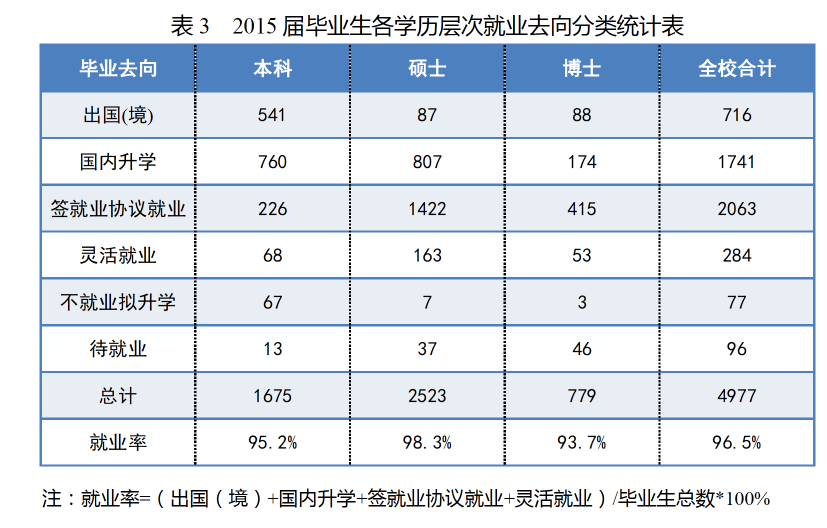 表 3 2015 届毕业生各学历层次就业去向分类统计表
毕业去向 本科 硕士 博士 全校合计
出国(境) 541 87 88 716
国内升学 760 807 174 1741
签就业协议就业 226 1422 415 2063
灵活就业 68 163 53 284
不就业拟升学 67 7 3 77
待就业 13 37 46 96
总计 1675 2523 779 4977
就业率 95.2% 98.3% 93.7% 96.5%
注：就业率=（出国（境）+国内升学+签就业协议就业+灵活就业）/毕业生总数*100%